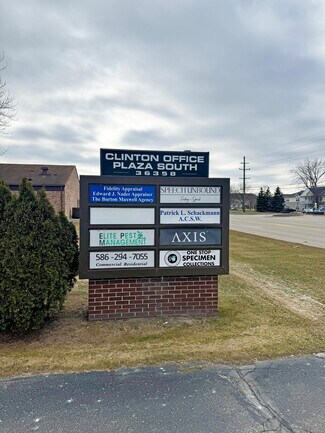 CLINTON OFFICE
PLAZA SOUTH
36358
Fidelity Appraisal
Edward J. Nader Appraiser
The Burton Maxwell Agency
SPEECH UNBOUND
Patrick L. Schackmann
A.C.S.W.
ELITE PEST
MANAGEMENT
AXIS
586-294-7055
Commercial Residential
ONE STOP
SPECIMEN
COLLECTIONS